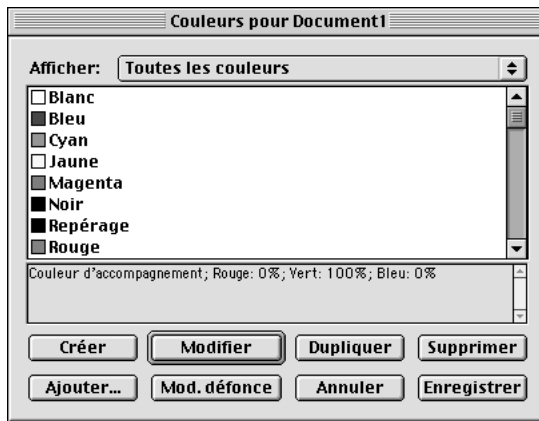 Couleurs pour Document1
Afficher: Toutes les couleurs
Blanc
Bleu
Cyan
Jaune
Magenta
Noir
Repérage
Rouge
Couleur d'accompagnement; Rouge: 0%; Vert: 100%; Bleu: 0%
Créer Modifier Dupliquer Supprimer
Ajouter... Mod. défonce Annuler Enregistrer